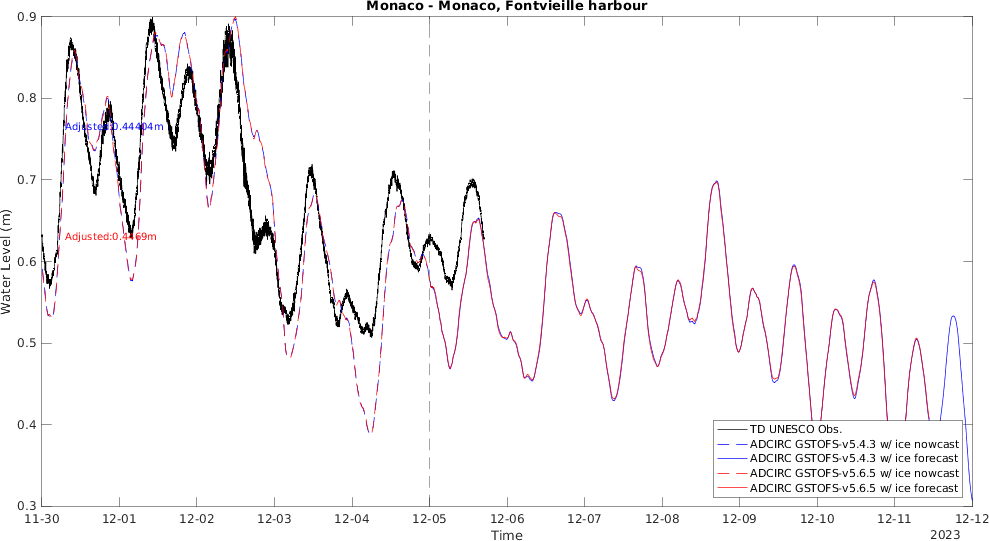 Monaco - Monaco, Fontvieille harbour
0.9
0.8
0.7
0.6
0.5
0.4
0.3
Water Level (m)
Adjusted:0.44404m
Adjusted:0.4469m
TD UNESCO Obs.
ADCIRC GSTOFS-v5.4.3 w/ ice nowcast
ADCIRC GSTOFS-v5.4.3 w/ ice forecast
ADCIRC GSTOFS-v5.6.5 w/ ice nowcast
ADCIRC GSTOFS-v5.6.5 w/ ice forecast
11-30 12-01 12-02 12-03 12-04 12-05 12-06 12-07 12-08 12-09 12-10 12-11 12-12
Time
2023